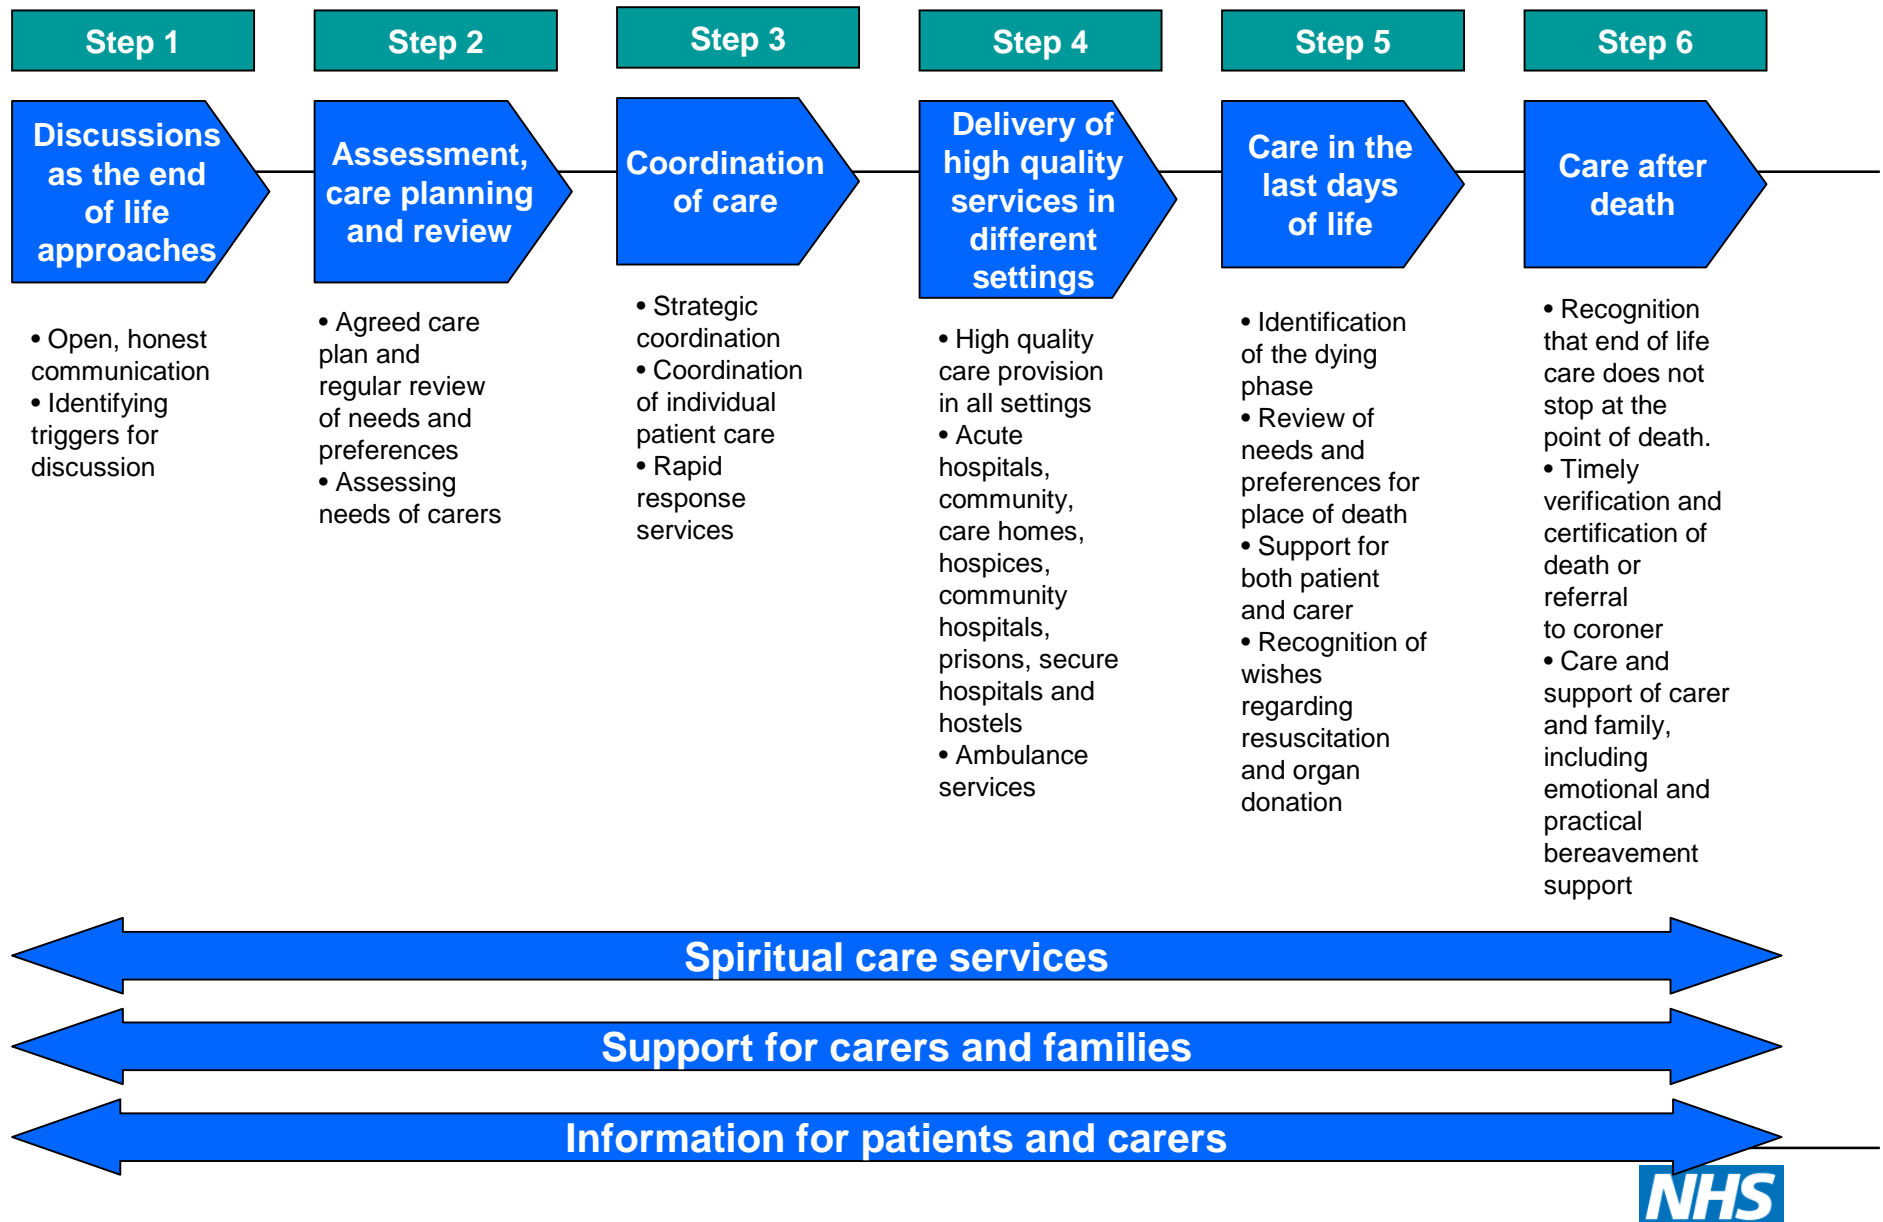 Step 1
Step 2
Step 3
Step 4
Step 5
Step 6
Discussions
as the end
of life
approaches
Assessment,
care planning
and review
Coordination
of care
Delivery of
high quality
services in
different
settings
Care in the
last days
of life
Care after
death
• Open, honest
communication
• Identifying
triggers for
discussion
• Agreed care
plan and
regular review
of needs and
preferences
• Assessing
needs of carers
• Strategic
coordination
• Coordination
of individual
patient care
• Rapid
response
services
• High quality
care provision
in all settings
• Acute
hospitals,
community,
care homes,
hospices,
community
hospitals,
prisons, secure
hospitals and
hostels
• Ambulance
services
• Identification
of the dying
phase
• Review of
needs and
preferences for
place of death
• Support for
both patient
and carer
• Recognition of
wishes
regarding
resuscitation
and organ
donation
• Recognition
that end of life
care does not
stop at the
point of death.
• Timely
verification and
certification of
death or
referral
to coroner
• Care and
support of carer
and family,
including
emotional and
practical
bereavement
support
Spiritual care services
Support for carers and families
Information for patients and carers
NHS